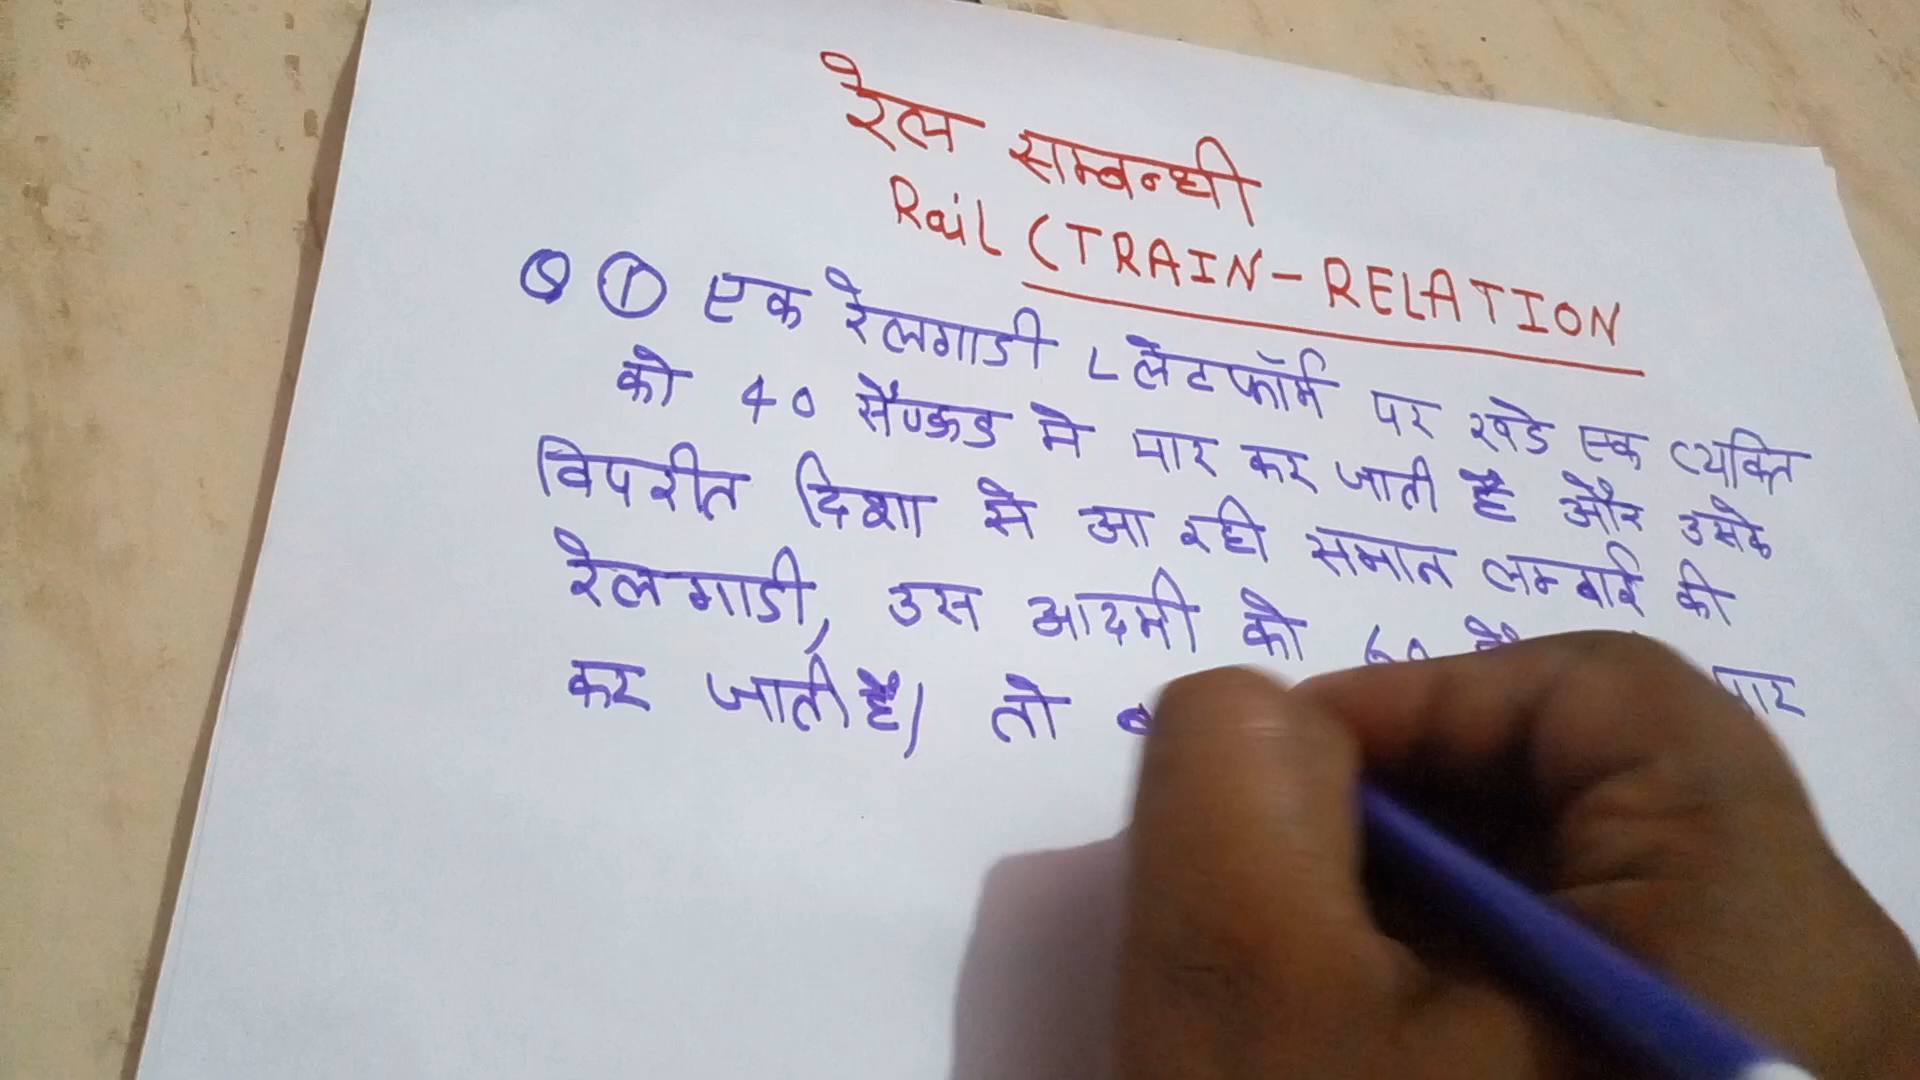 रेल सम्बन्धी
Rail (TRAIN-RELATION
Q ① एक रेलगाडी प्लेटफॉर्म पर खडे एक व्यक्ति
को 40 सैण्कड मे पार कर जाती है और उसके
विपरीत दिशा से आ रही समान लम्बाई की
रेलगाडी, उस आदमी को पार
कर जाती है। तो